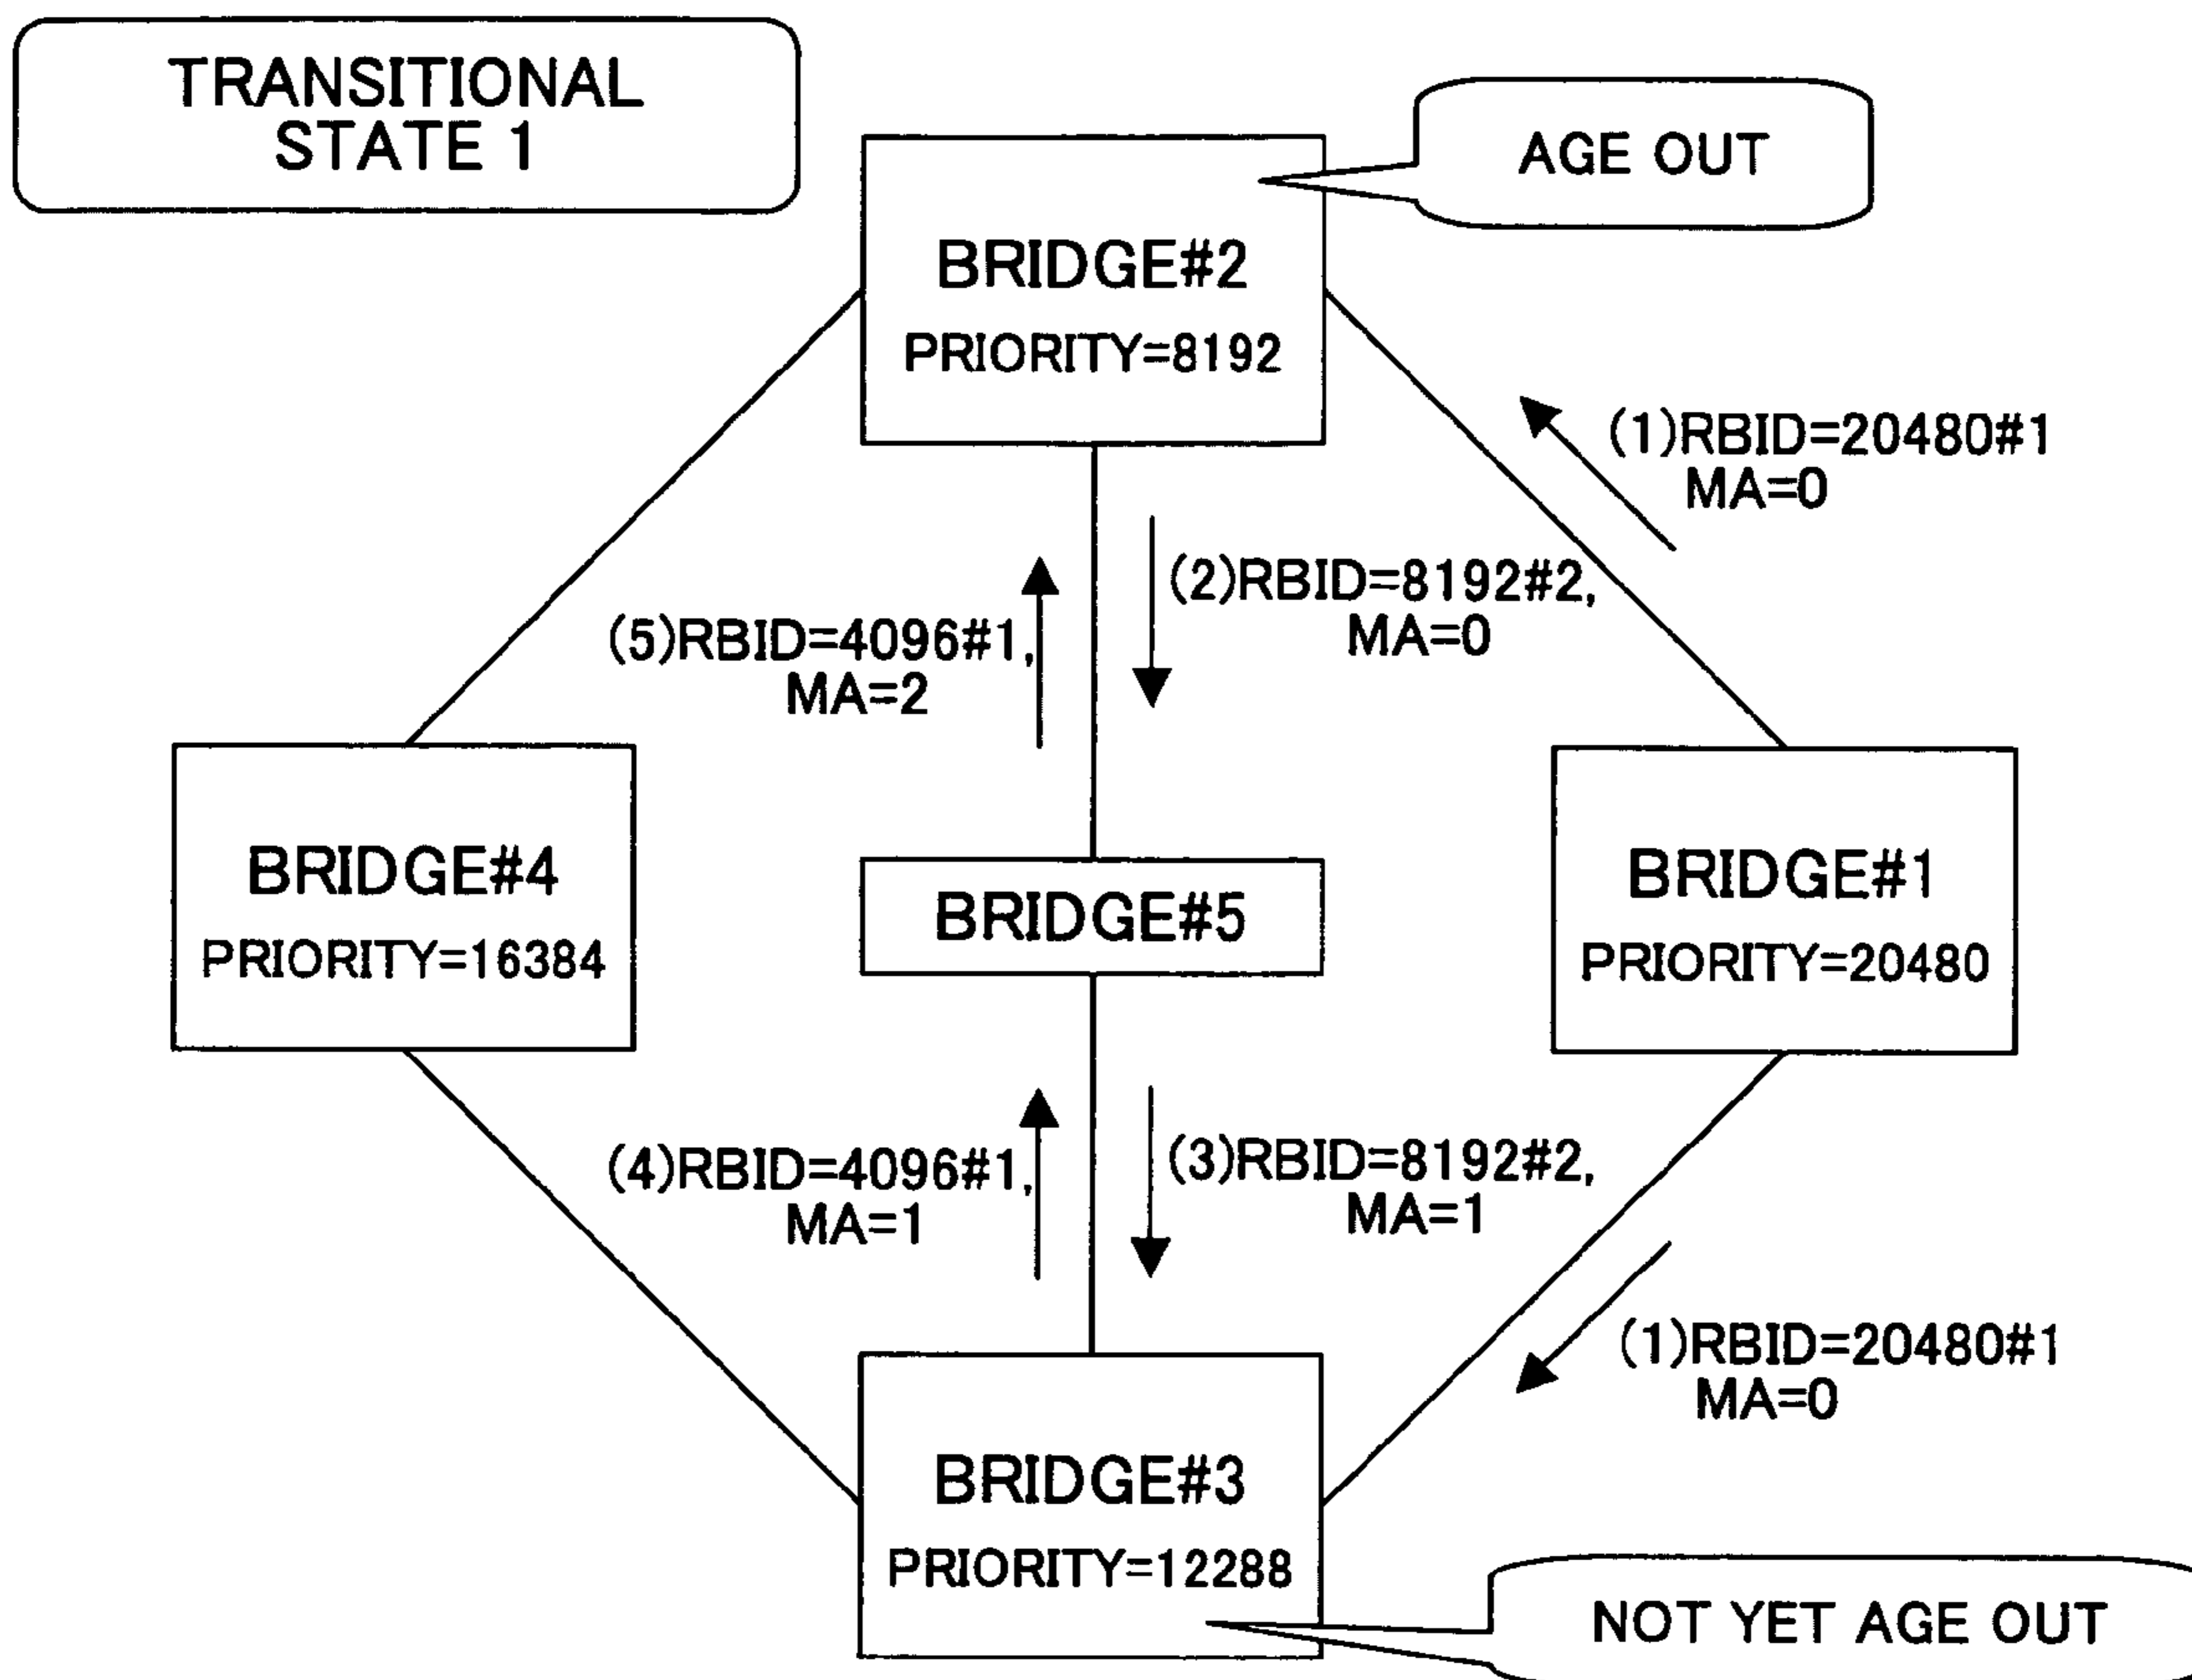 TRANSITIONAL
STATE 1
AGE OUT
BRIDGE#2
PRIORITY=8192
(1)RBID=20480#1
MA=0
(2)RBID=8192#2,
MA=0
(5)RBID=4096#1,
MA=2
BRIDGE#4
PRIORITY=16384
BRIDGE#5
BRIDGE#1
PRIORITY=20480
(4)RBID=4096#1,
MA=1
(3)RBID=8192#2,
MA=1
(1)RBID=20480#1
MA=0
BRIDGE#3
PRIORITY=12288
NOT YET AGE OUT